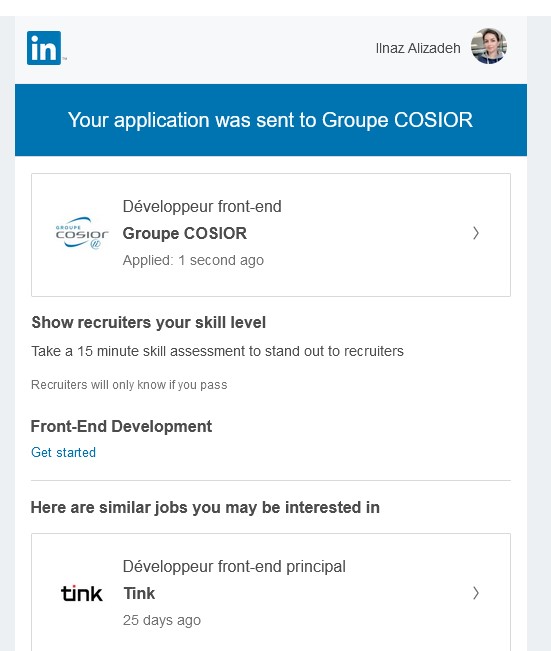 in
Ilnaz Alizadeh
Your application was sent to Groupe COSIOR
Développeur front-end
GROUPE
COSIOR
@
Groupe COSIOR
Applied: 1 second ago
Show recruiters your skill level
Take a 15 minute skill assessment to stand out to recruiters
Recruiters will only know if you pass
Front-End Development
Get started
Here are similar jobs you may be interested in
Développeur front-end principal
tink
Tink
25 days ago